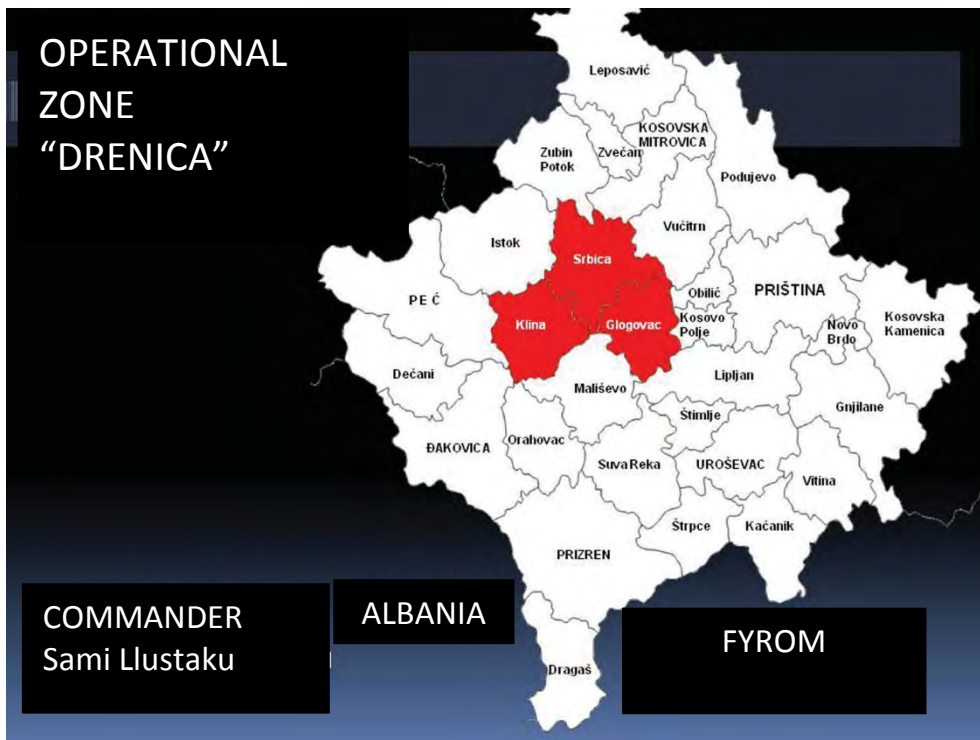 OPERATIONAL
ZONE
“DRENICA”
Leposavić
KOSOVSKA
MITROVICA
Zvečan
Zubin
Potok
Podujevo
Vučitrn
Istok
Srbica
Obilić
PRIŠTINA
PEĆ
Klina
Glogovac
Kosovo
Polje
Novo
Brdo
Kosovska
Kamenica
Dečani
Mališevo
Lipljan
Gnjilane
Štimlje
ĐAKOVICA
Orahovac
Suva Reka
UROŠEVAC
Vitina
Štrpce
Kačanik
PRIZREN
COMMANDER
Sami Llustaku
ALBANIA
FYROM
Dragaš